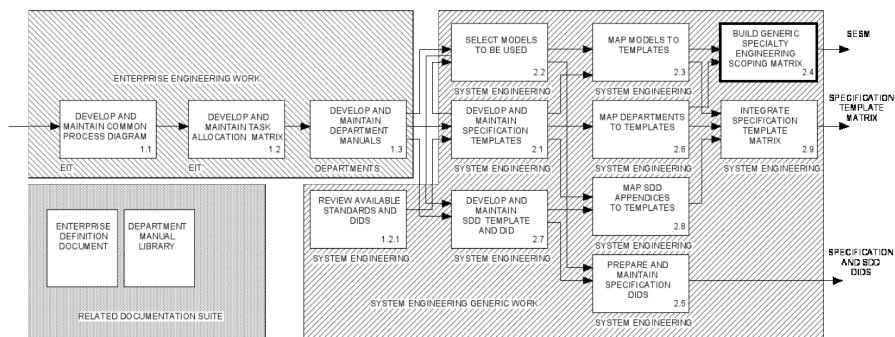 SELECT MODELS
TO BE USED
2.2
SYSTEM ENGINEERING
MAP MODELS TO
TEMPLATES
2.3
SYSTEM ENGINEERING
BUILD GENERIC
SPECIALTY
ENGINEERING
SCOPING MATRIX
2.4
SYSTEM ENGINEERING
SESM
ENTERPRISE ENGINEERING WORK
DEVELOP AND
MAINTAIN COMMON
PROCESS DIAGRAM
1.1
EIT
DEVELOP AND
MAINTAIN TASK
ALLOCATION MATRIX
1.2
EIT
DEVELOP AND
MAINTAIN
DEPARTMENT
MANUALS
1.3
DEPARTMENTS
DEVELOP AND
MAINTAIN
SPECIFICATION
TEMPLATES
2.1
SYSTEM ENGINEERING
MAP DEPARTMENTS
TO TEMPLATES
2.6
SYSTEM ENGINEERING
INTEGRATE
SPECIFICATION
TEMPLATE
MATRIX
2.9
SYSTEM ENGINEERING
SPECIFICATION
TEMPLATE
MATRIX
REVIEW AVAILABLE
STANDARDS AND
DIDS
1.2.1
SYSTEM ENGINEERING
DEVELOP AND
MAINTAIN
SDD TEMPLATE
AND DID
2.7
SYSTEM ENGINEERING
MAP SDD
APPENDICES
TO TEMPLATES
2.8
SYSTEM ENGINEERING
PREPARE AND
MAINTAIN
SPECIFICATION
DIDS
2.5
SYSTEM ENGINEERING
SPECIFICATION
AND SDD
DIDS
SYSTEM ENGINEERING GENERIC WORK
ENTERPRISE
DEFINITION
DOCUMENT
DEPARTMENT
MANUAL
LIBRARY
RELATED DOCUMENTATION SUITE